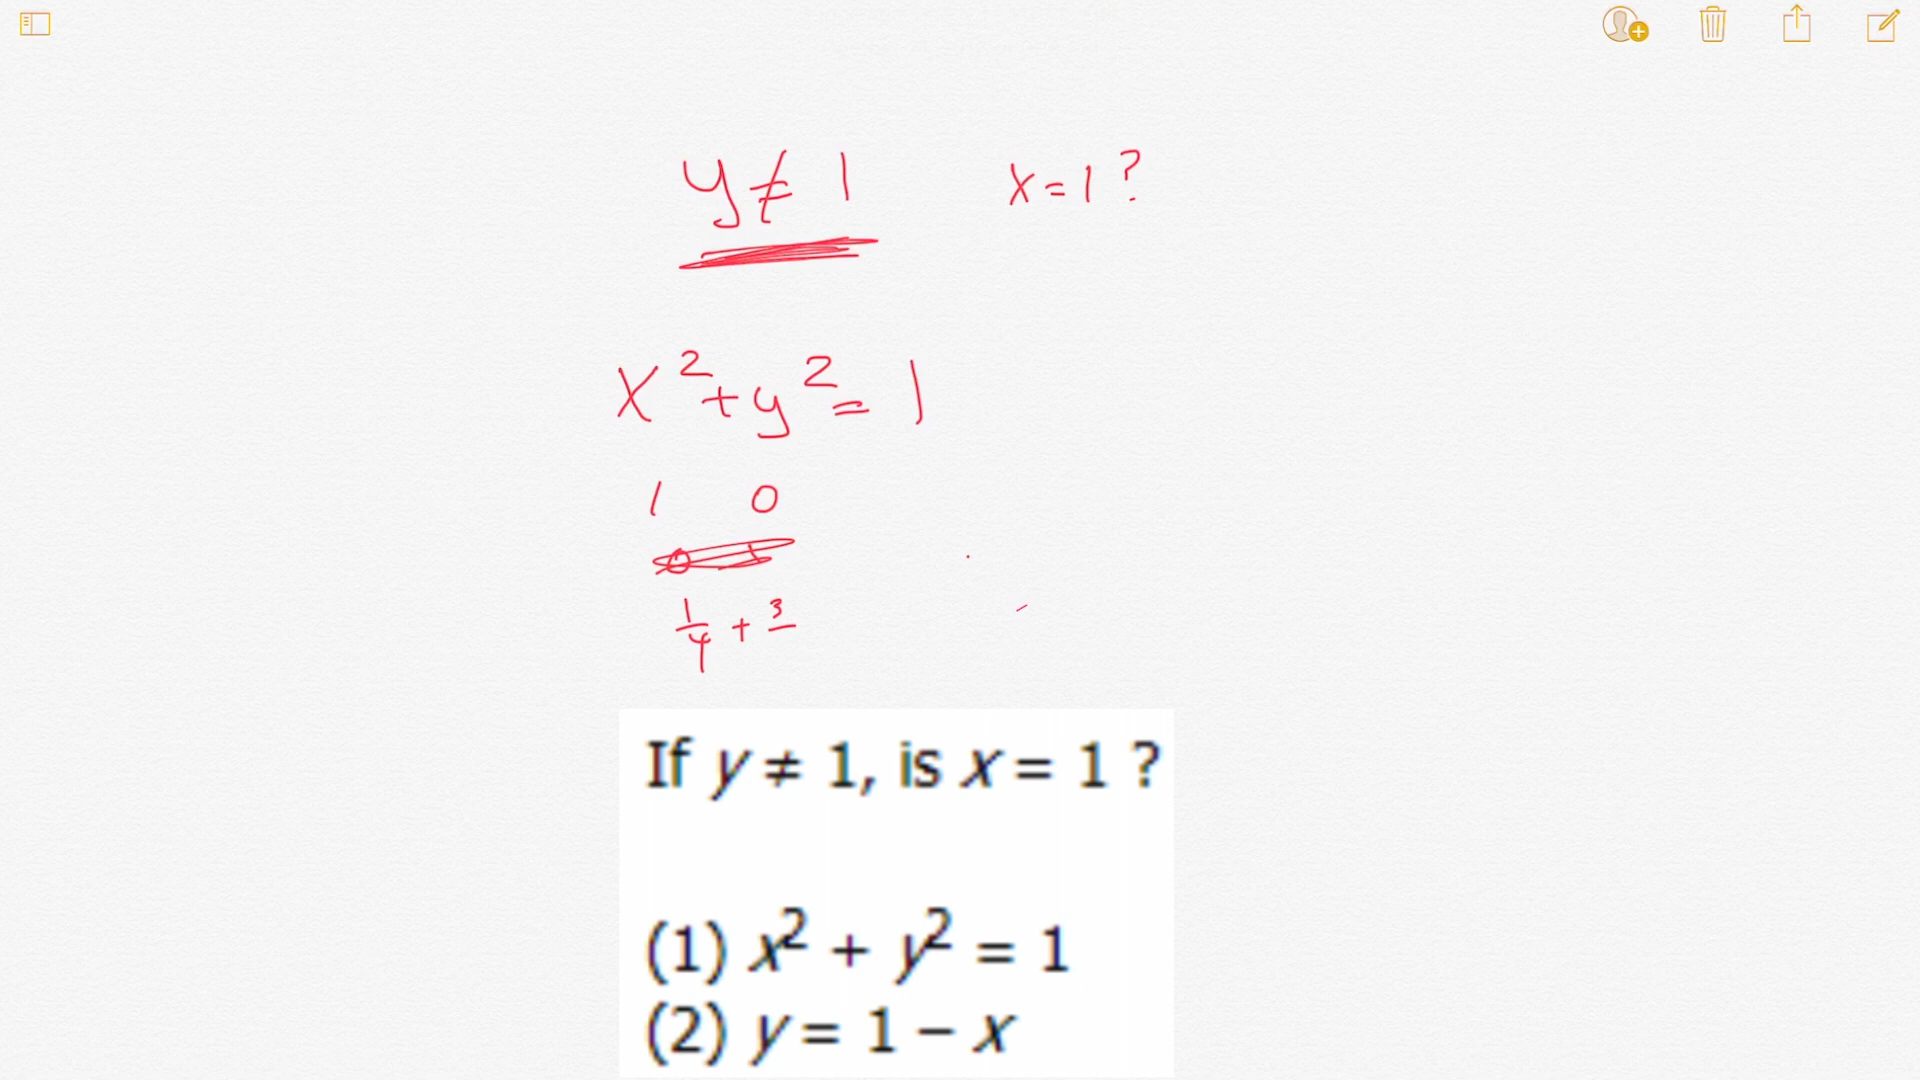 y ≠ 1 x = 1 ?
x² + y² = 1
1 0
1/4 + 3
If y ≠ 1, is x = 1 ?
(1) x² + y² = 1
(2) y = 1 − x